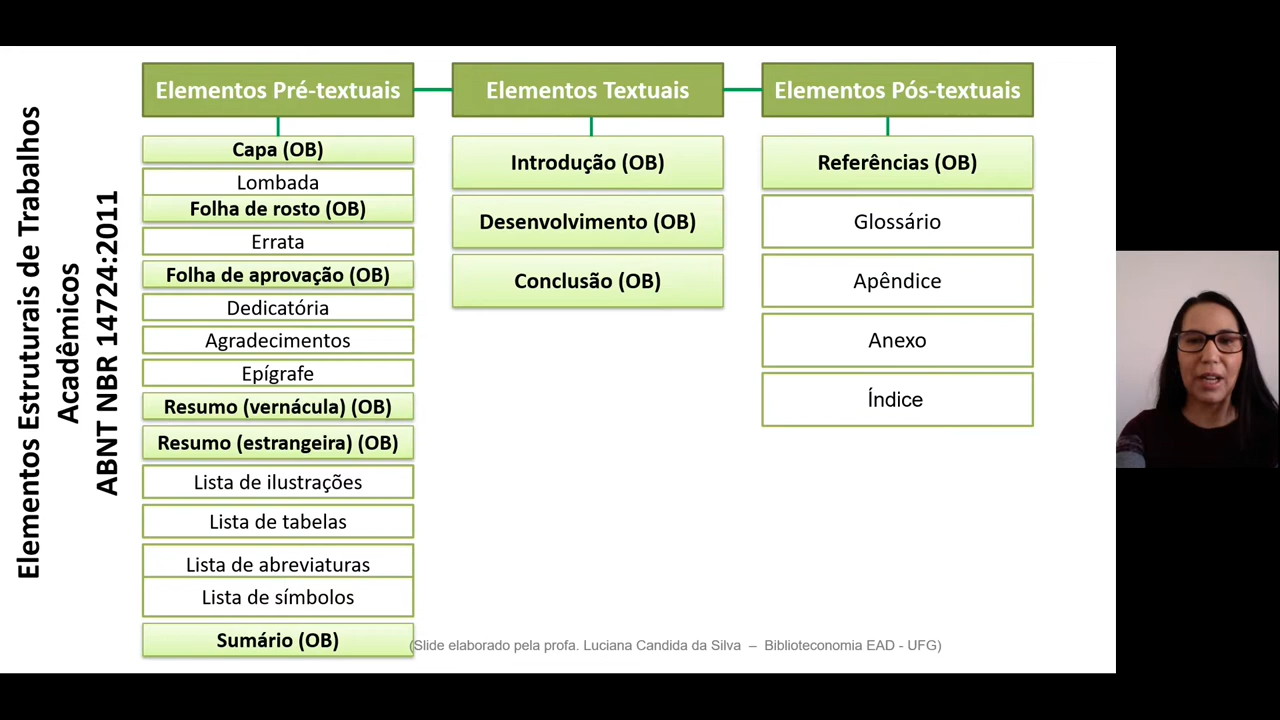 Elementos Estruturais de Trabalhos
Acadêmicos
ABNT NBR 14724:2011
Elementos Pré-textuais
Capa (OB)
Lombada
Folha de rosto (OB)
Errata
Folha de aprovação (OB)
Dedicatória
Agradecimentos
Epígrafe
Resumo (vernácula) (OB)
Resumo (estrangeira) (OB)
Lista de ilustrações
Lista de tabelas
Lista de abreviaturas
Lista de símbolos
Sumário (OB)
Elementos Textuais
Introdução (OB)
Desenvolvimento (OB)
Conclusão (OB)
Elementos Pós-textuais
Referências (OB)
Glossário
Apêndice
Anexo
Índice
(Slide elaborado pela profa. Luciana Candida da Silva – Biblioteconomia EAD - UFG)